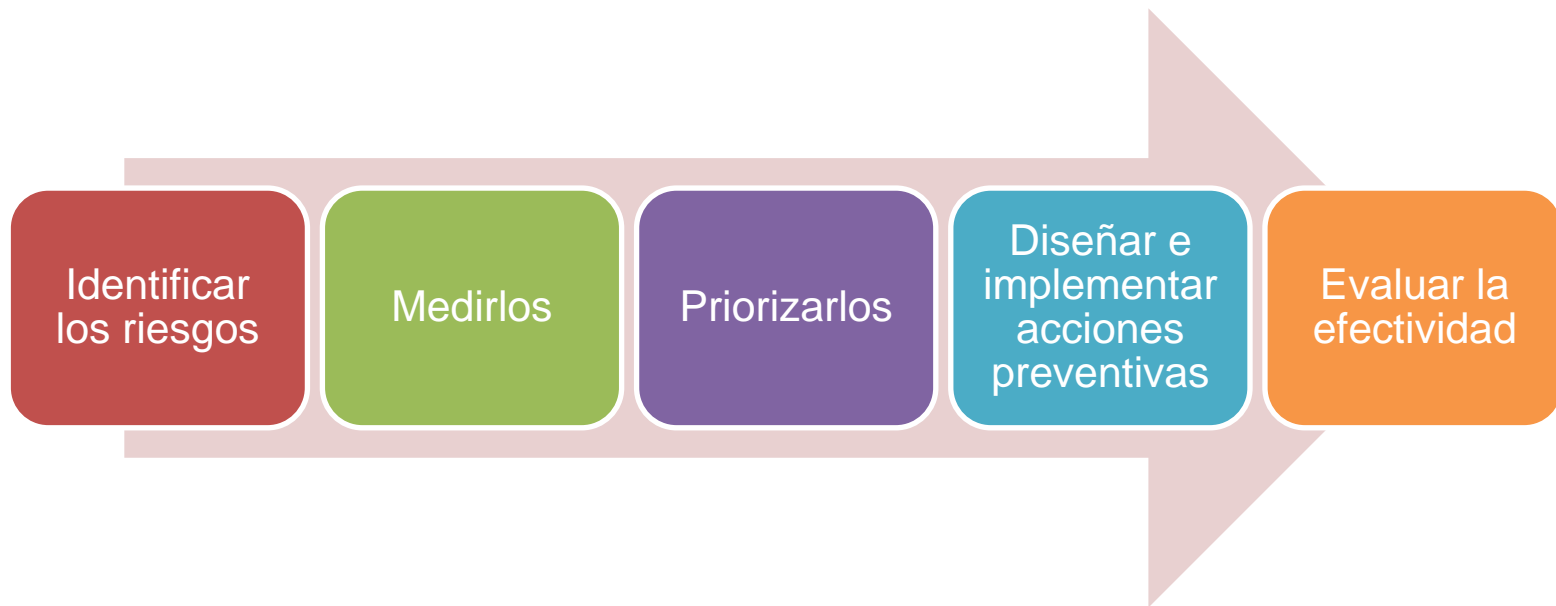 Identificar
los riesgos
Medirlos
Priorizarlos
Diseñar e
implementar
acciones
preventivas
Evaluar la
efectividad